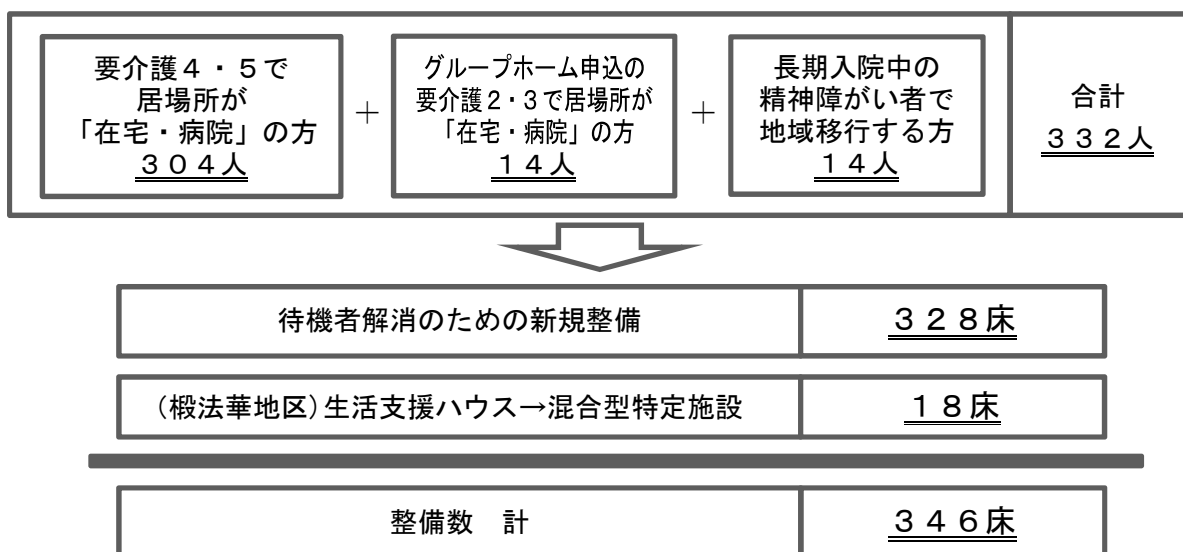 要介護４・５で
居場所が
「在宅・病院」の方
３０４人
＋
グループホーム申込の
要介護２・３で居場所が
「在宅・病院」の方
１４人
＋
長期入院中の
精神障がい者で
地域移行する方
１４人
合計
３３２人
待機者解消のための新規整備
３２８床
（椴法華地区）生活支援ハウス→混合型特定施設
１８床
整備数　計
３４６床